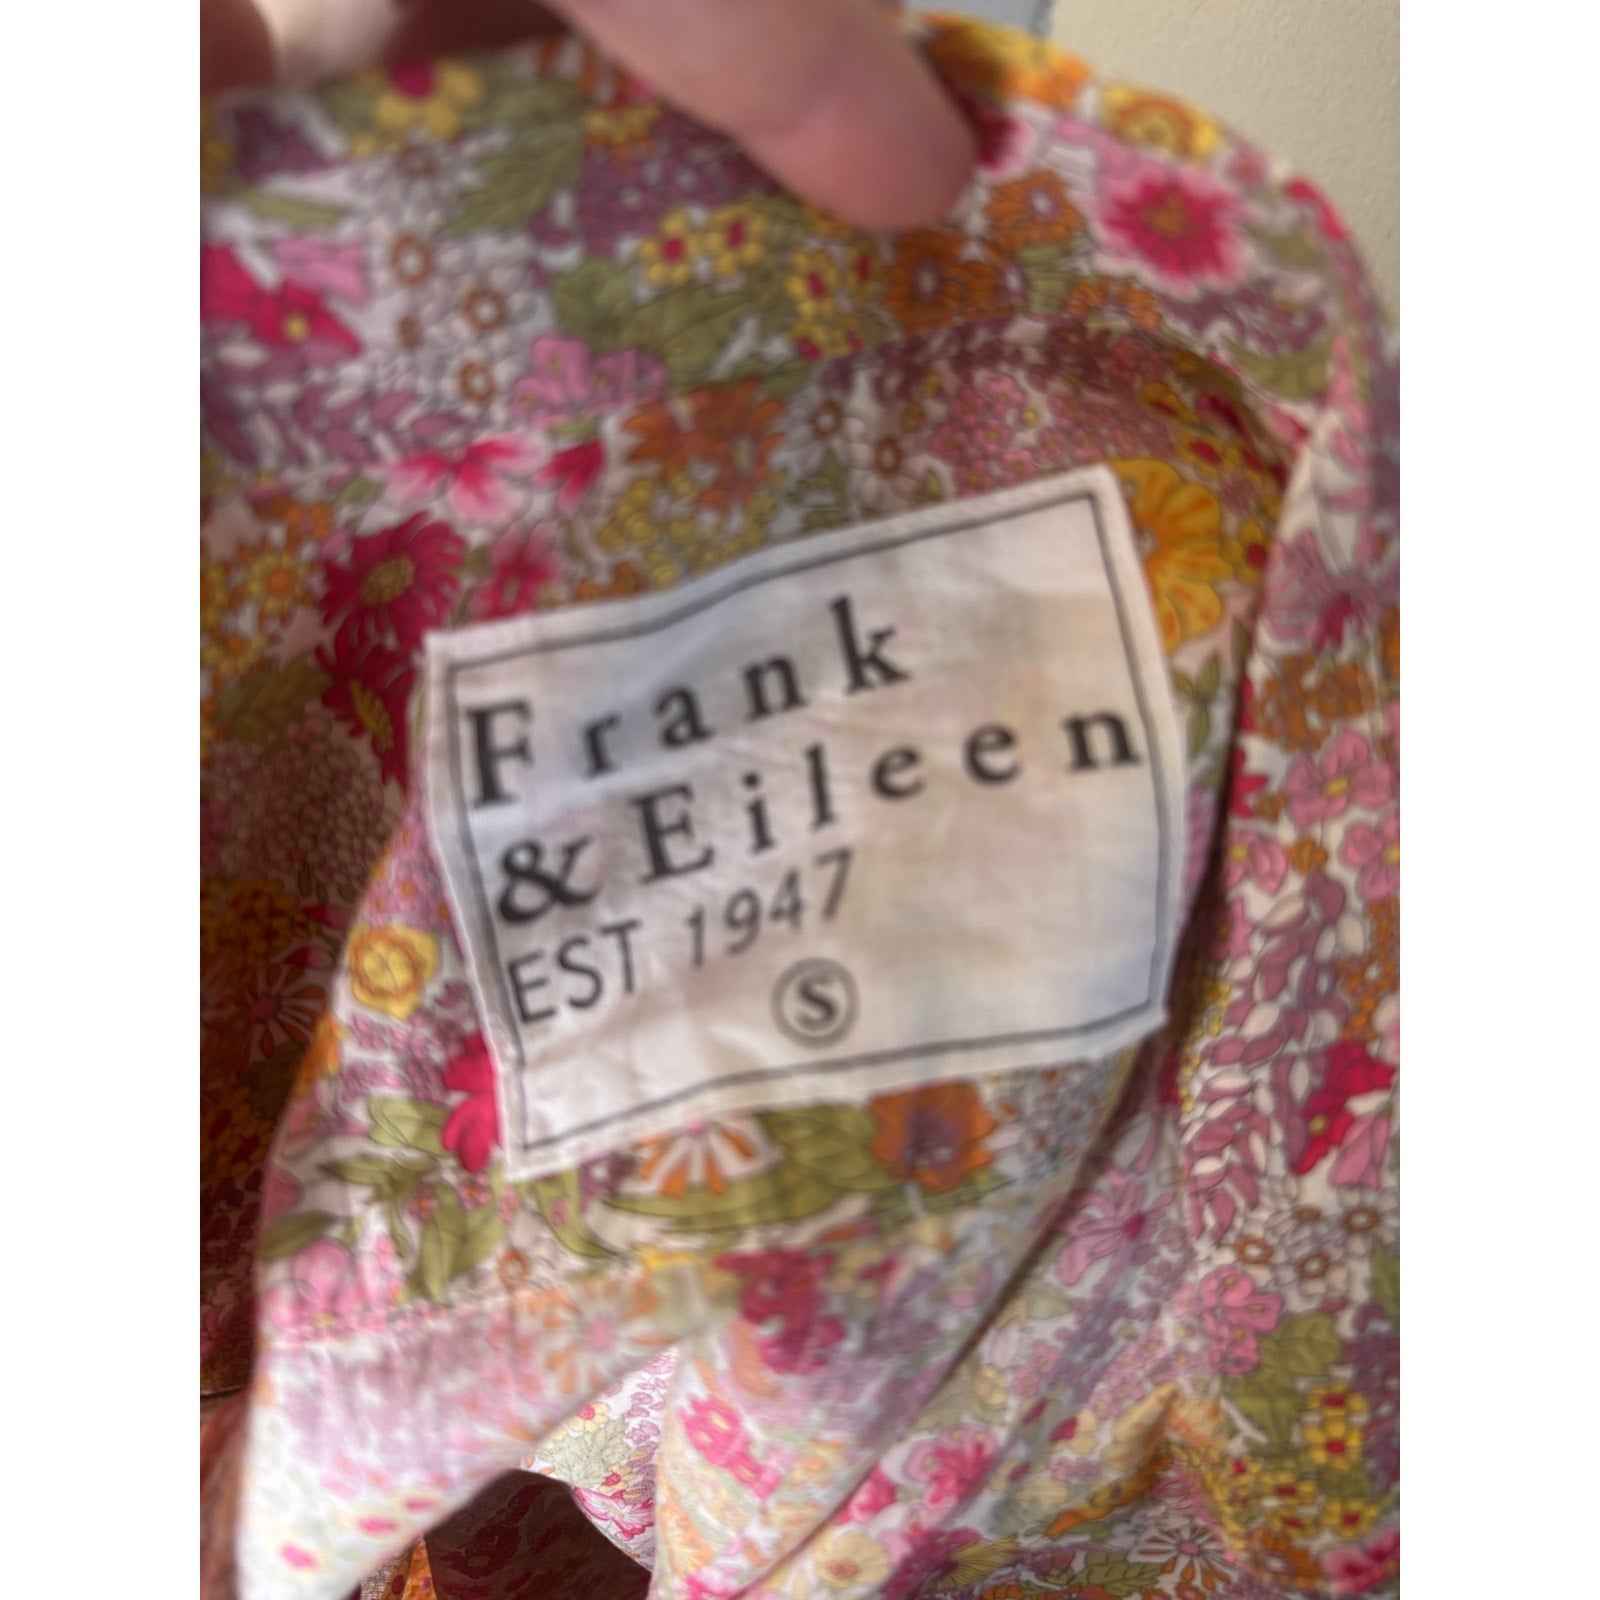 Frank
& Eileen
EST 1947
S